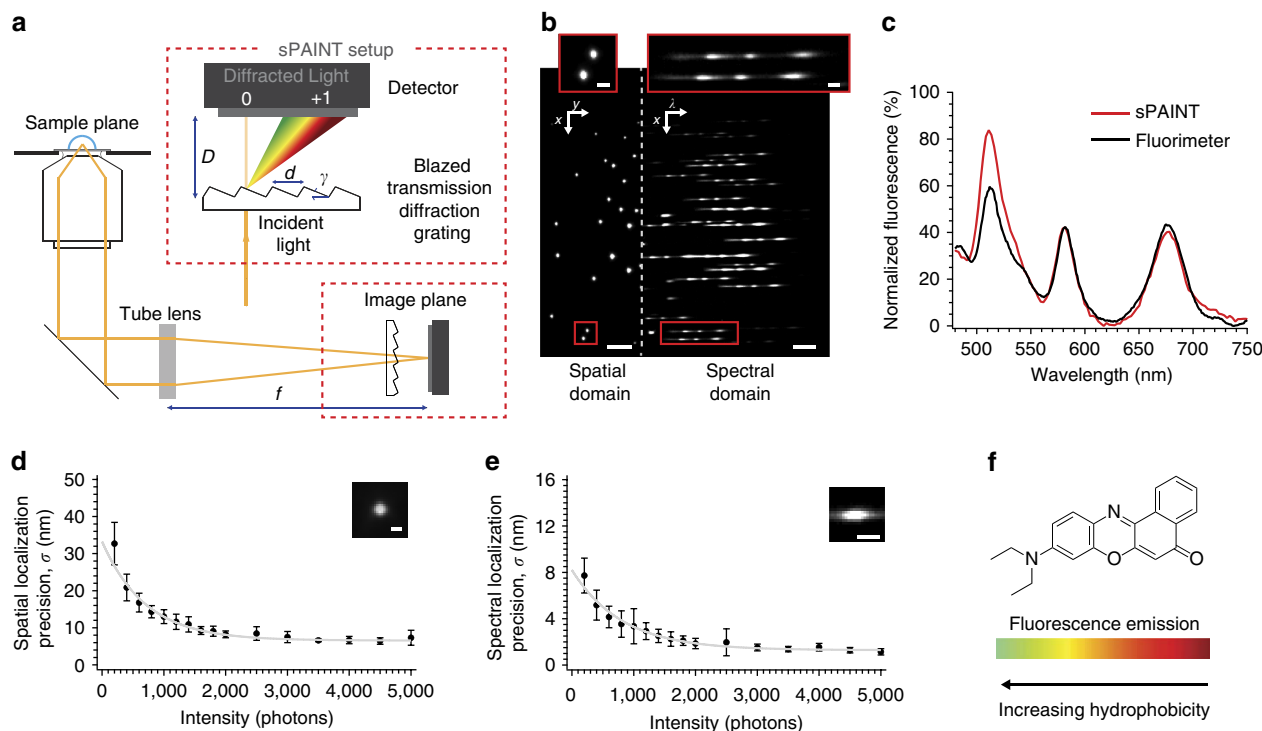 a
sPAINT setup
Diffracted Light
0 +1
Detector
Sample plane
D
d
γ
Blazed
transmission
diffraction
grating
Incident
light
Tube lens
Image plane
f
b
y
x
λ
x
Spatial
domain
Spectral
domain
c
Normalized fluorescence (%)
100
80
60
40
20
0
500 550 600 650 700 750
Wavelength (nm)
sPAINT
Fluorimeter
d
Spatial localization
precision, σ (nm)
50
40
30
20
10
0
0 1,000 2,000 3,000 4,000 5,000
Intensity (photons)
e
Spectral localization
precision, σ (nm)
16
12
8
4
0
0 1,000 2,000 3,000 4,000 5,000
Intensity (photons)
f
N
N
O
O
Fluorescence emission
Increasing hydrophobicity